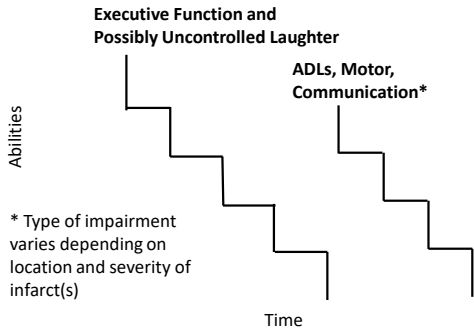 Executive Function and
Possibly Uncontrolled Laughter
ADLs, Motor,
Communication*
Abilities
* Type of impairment
varies depending on
location and severity of
infarct(s)
Time